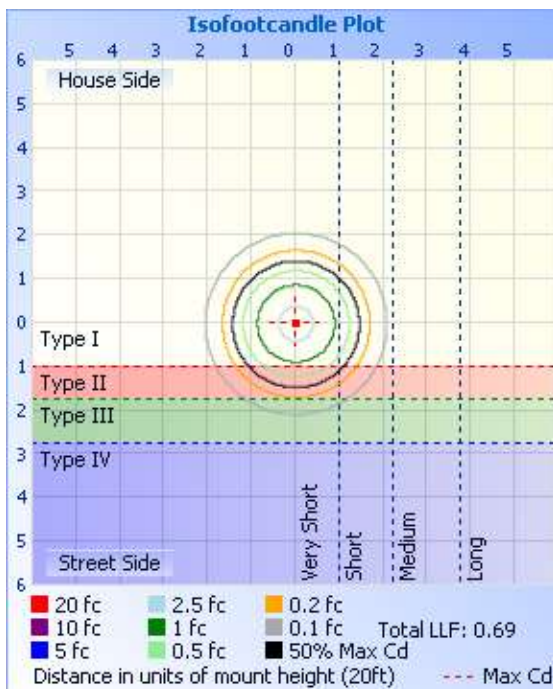 Isofootcandle Plot
5 4 3 2 1 0 1 2 3 4 5
6
House Side
5
4
3
2
1
0
Type I
1
Type II
2
Type III
3
Type IV
4
5
Street Side
6
Very Short
Short
Medium
Long
20 fc 2.5 fc 0.2 fc
10 fc 1 fc 0.1 fc Total LLF: 0.69
5 fc 0.5 fc 50% Max Cd
Distance in units of mount height (20ft) --- Max Cd